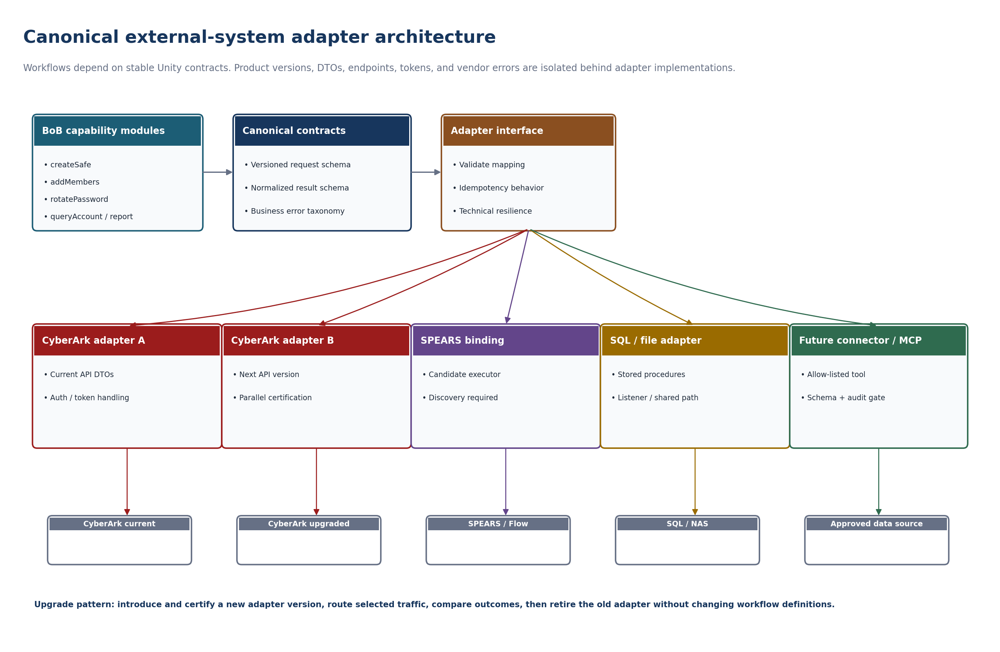 Canonical external-system adapter architecture
Workflows depend on stable Unity contracts. Product versions, DTOs, endpoints, tokens, and vendor errors are isolated behind adapter implementations.
BoB capability modules
• createSafe
• addMembers
• rotatePassword
• queryAccount / report
Canonical contracts
• Versioned request schema
• Normalized result schema
• Business error taxonomy
Adapter interface
• Validate mapping
• Idempotency behavior
• Technical resilience
CyberArk adapter A
• Current API DTOs
• Auth / token handling
CyberArk adapter B
• Next API version
• Parallel certification
SPEARS binding
• Candidate executor
• Discovery required
SQL / file adapter
• Stored procedures
• Listener / shared path
Future connector / MCP
• Allow-listed tool
• Schema + audit gate
CyberArk current
CyberArk upgraded
SPEARS / Flow
SQL / NAS
Approved data source
Upgrade pattern: introduce and certify a new adapter version, route selected traffic, compare outcomes, then retire the old adapter without changing workflow definitions.